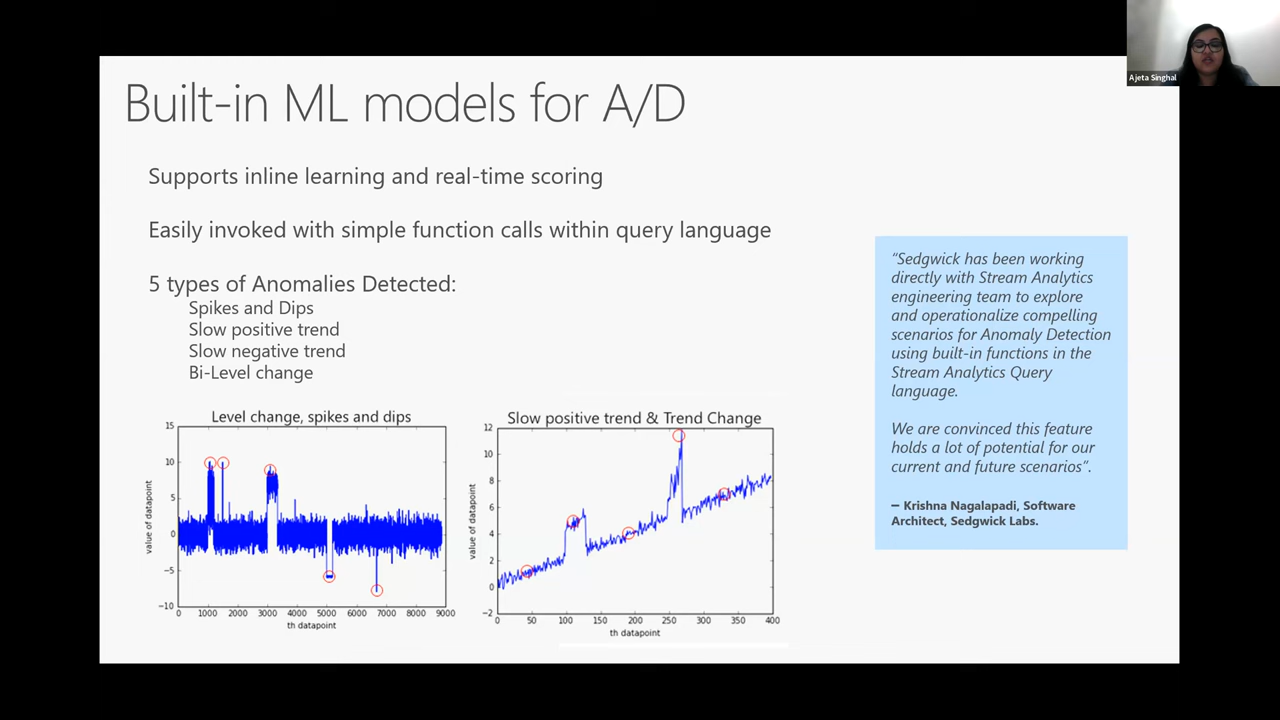 Ajeta Singhal
Built-in ML models for A/D
Supports inline learning and real-time scoring
Easily invoked with simple function calls within query language
5 types of Anomalies Detected:
Spikes and Dips
Slow positive trend
Slow negative trend
Bi-Level change
Level change, spikes and dips
15
10
5
0
−5
−10
value of datapoint
0 1000 2000 3000 4000 5000 6000 7000 8000 9000
th datapoint
Slow positive trend & Trend Change
12
10
8
6
4
2
0
−2
value of datapoint
0 50 100 150 200 250 300 350 400
th datapoint
“Sedgwick has been working
directly with Stream Analytics
engineering team to explore
and operationalize compelling
scenarios for Anomaly Detection
using built-in functions in the
Stream Analytics Query
language.
We are convinced this feature
holds a lot of potential for our
current and future scenarios”.
– Krishna Nagalapadi, Software
Architect, Sedgwick Labs.